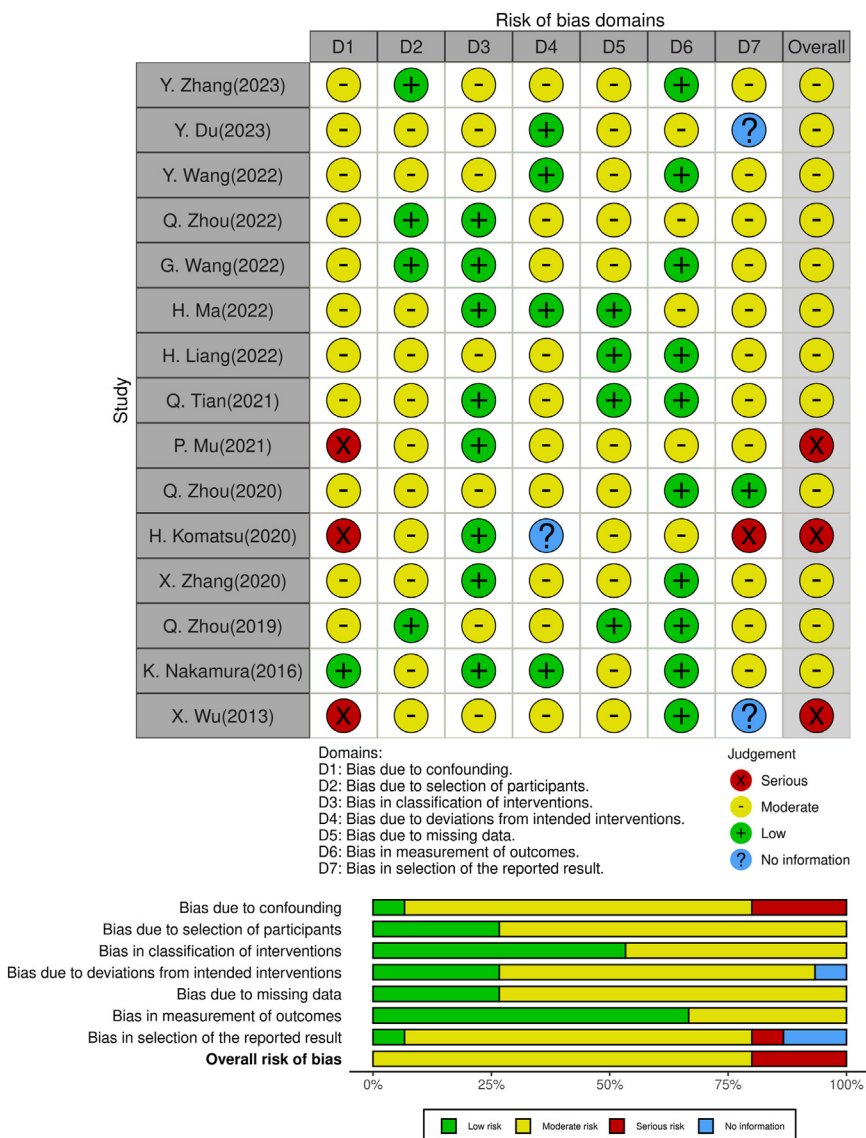 Risk of bias domains
D1 D2 D3 D4 D5 D6 D7 Overall
Study
Y. Zhang(2023) - + - - - + - -
Y. Du(2023) - - - + - - ? -
Y. Wang(2022) - - - + - + - -
Q. Zhou(2022) - + + - - - - -
G. Wang(2022) - + + - - + - -
H. Ma(2022) - - + + + - - -
H. Liang(2022) - - - - + + - -
Q. Tian(2021) - - + - + + - -
P. Mu(2021) X - + - - - - X
Q. Zhou(2020) - - - - - + + -
H. Komatsu(2020) X - + ? - - X X
X. Zhang(2020) - - + - - + - -
Q. Zhou(2019) - + - - + + - -
K. Nakamura(2016) + - + + - + - -
X. Wu(2013) X - - - - + ? X
Domains:
D1: Bias due to confounding.
D2: Bias due to selection of participants.
D3: Bias in classification of interventions.
D4: Bias due to deviations from intended interventions.
D5: Bias due to missing data.
D6: Bias in measurement of outcomes.
D7: Bias in selection of the reported result.
Judgement
X Serious
- Moderate
+ Low
? No information
Bias due to confounding
Bias due to selection of participants
Bias in classification of interventions
Bias due to deviations from intended interventions
Bias due to missing data
Bias in measurement of outcomes
Bias in selection of the reported result
Overall risk of bias
0% 25% 50% 75% 100%
Low risk Moderate risk Serious risk No information